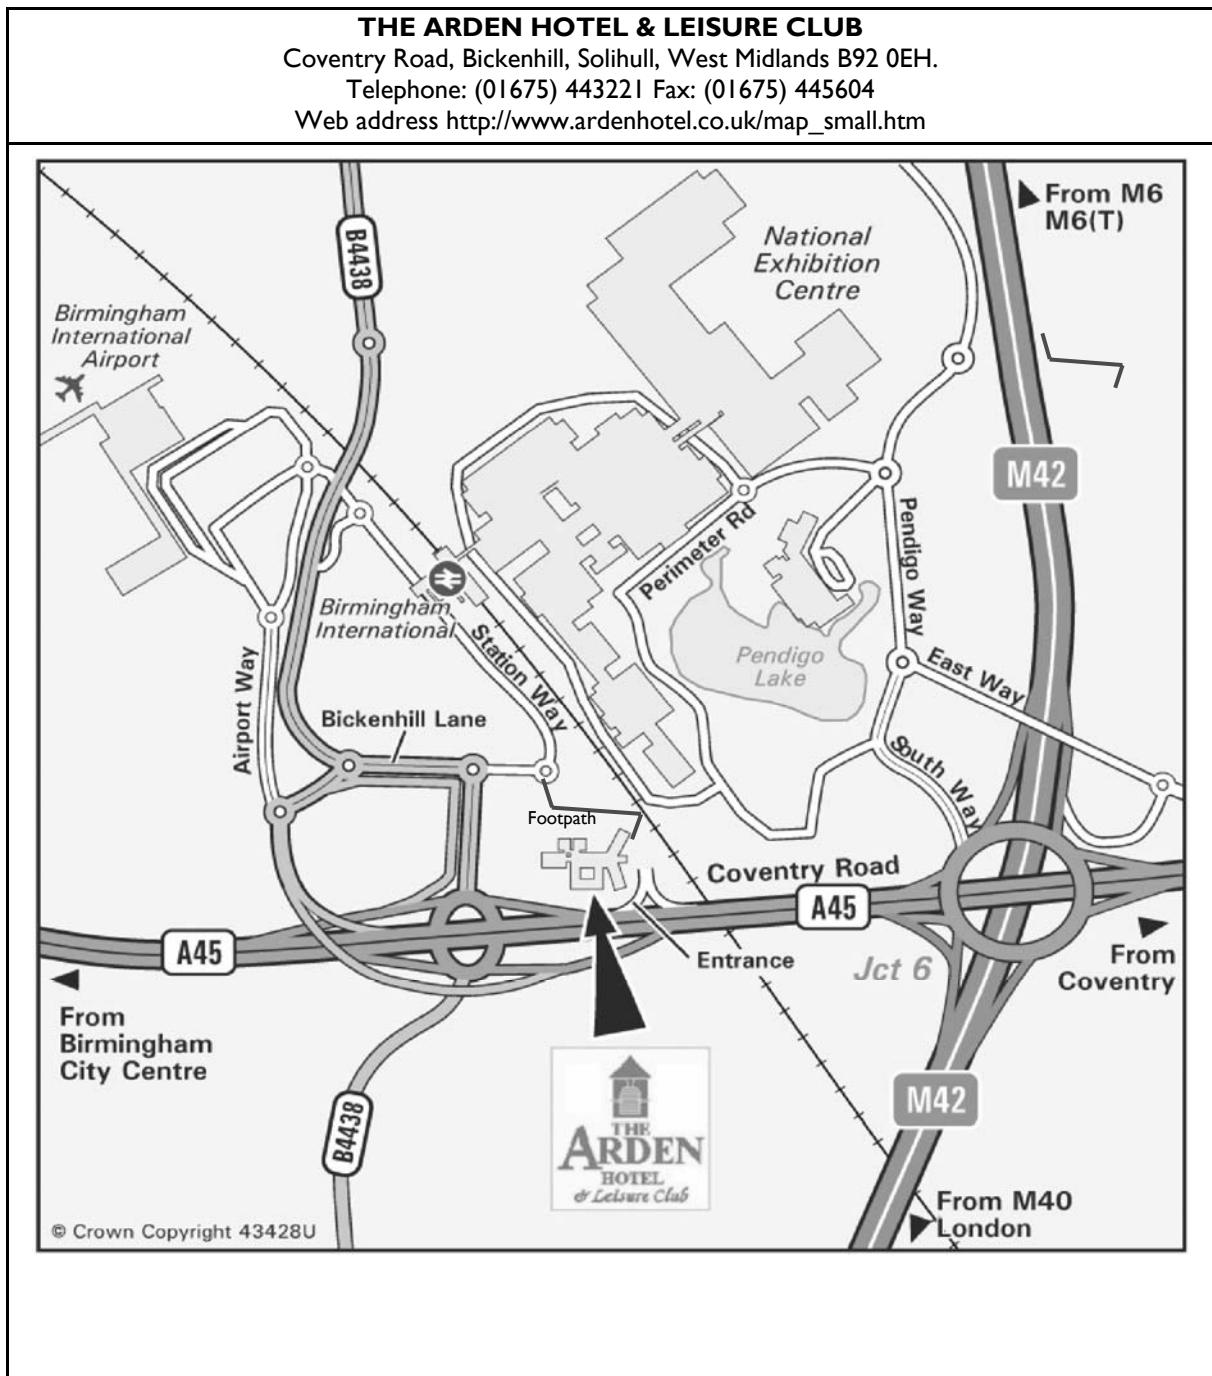 THE ARDEN HOTEL & LEISURE CLUB
Coventry Road, Bickenhill, Solihull, West Midlands B92 0EH.
Telephone: (01675) 443221 Fax: (01675) 445604
Web address http://www.ardenhotel.co.uk/map_small.htm
From M6
M6(T)
B4438
National
Exhibition
Centre
Birmingham
International
Airport
M42
Pendigo Way
Perimeter Rd
Birmingham
International
Station Way
Pendigo
Lake
East Way
Airport Way
Bickenhill Lane
South Way
Footpath
Coventry Road
A45
A45
Entrance
Jct 6
From
Coventry
From
Birmingham
City Centre
M42
B4438
THE
ARDEN
HOTEL
& Leisure Club
From M40
London
© Crown Copyright 43428U